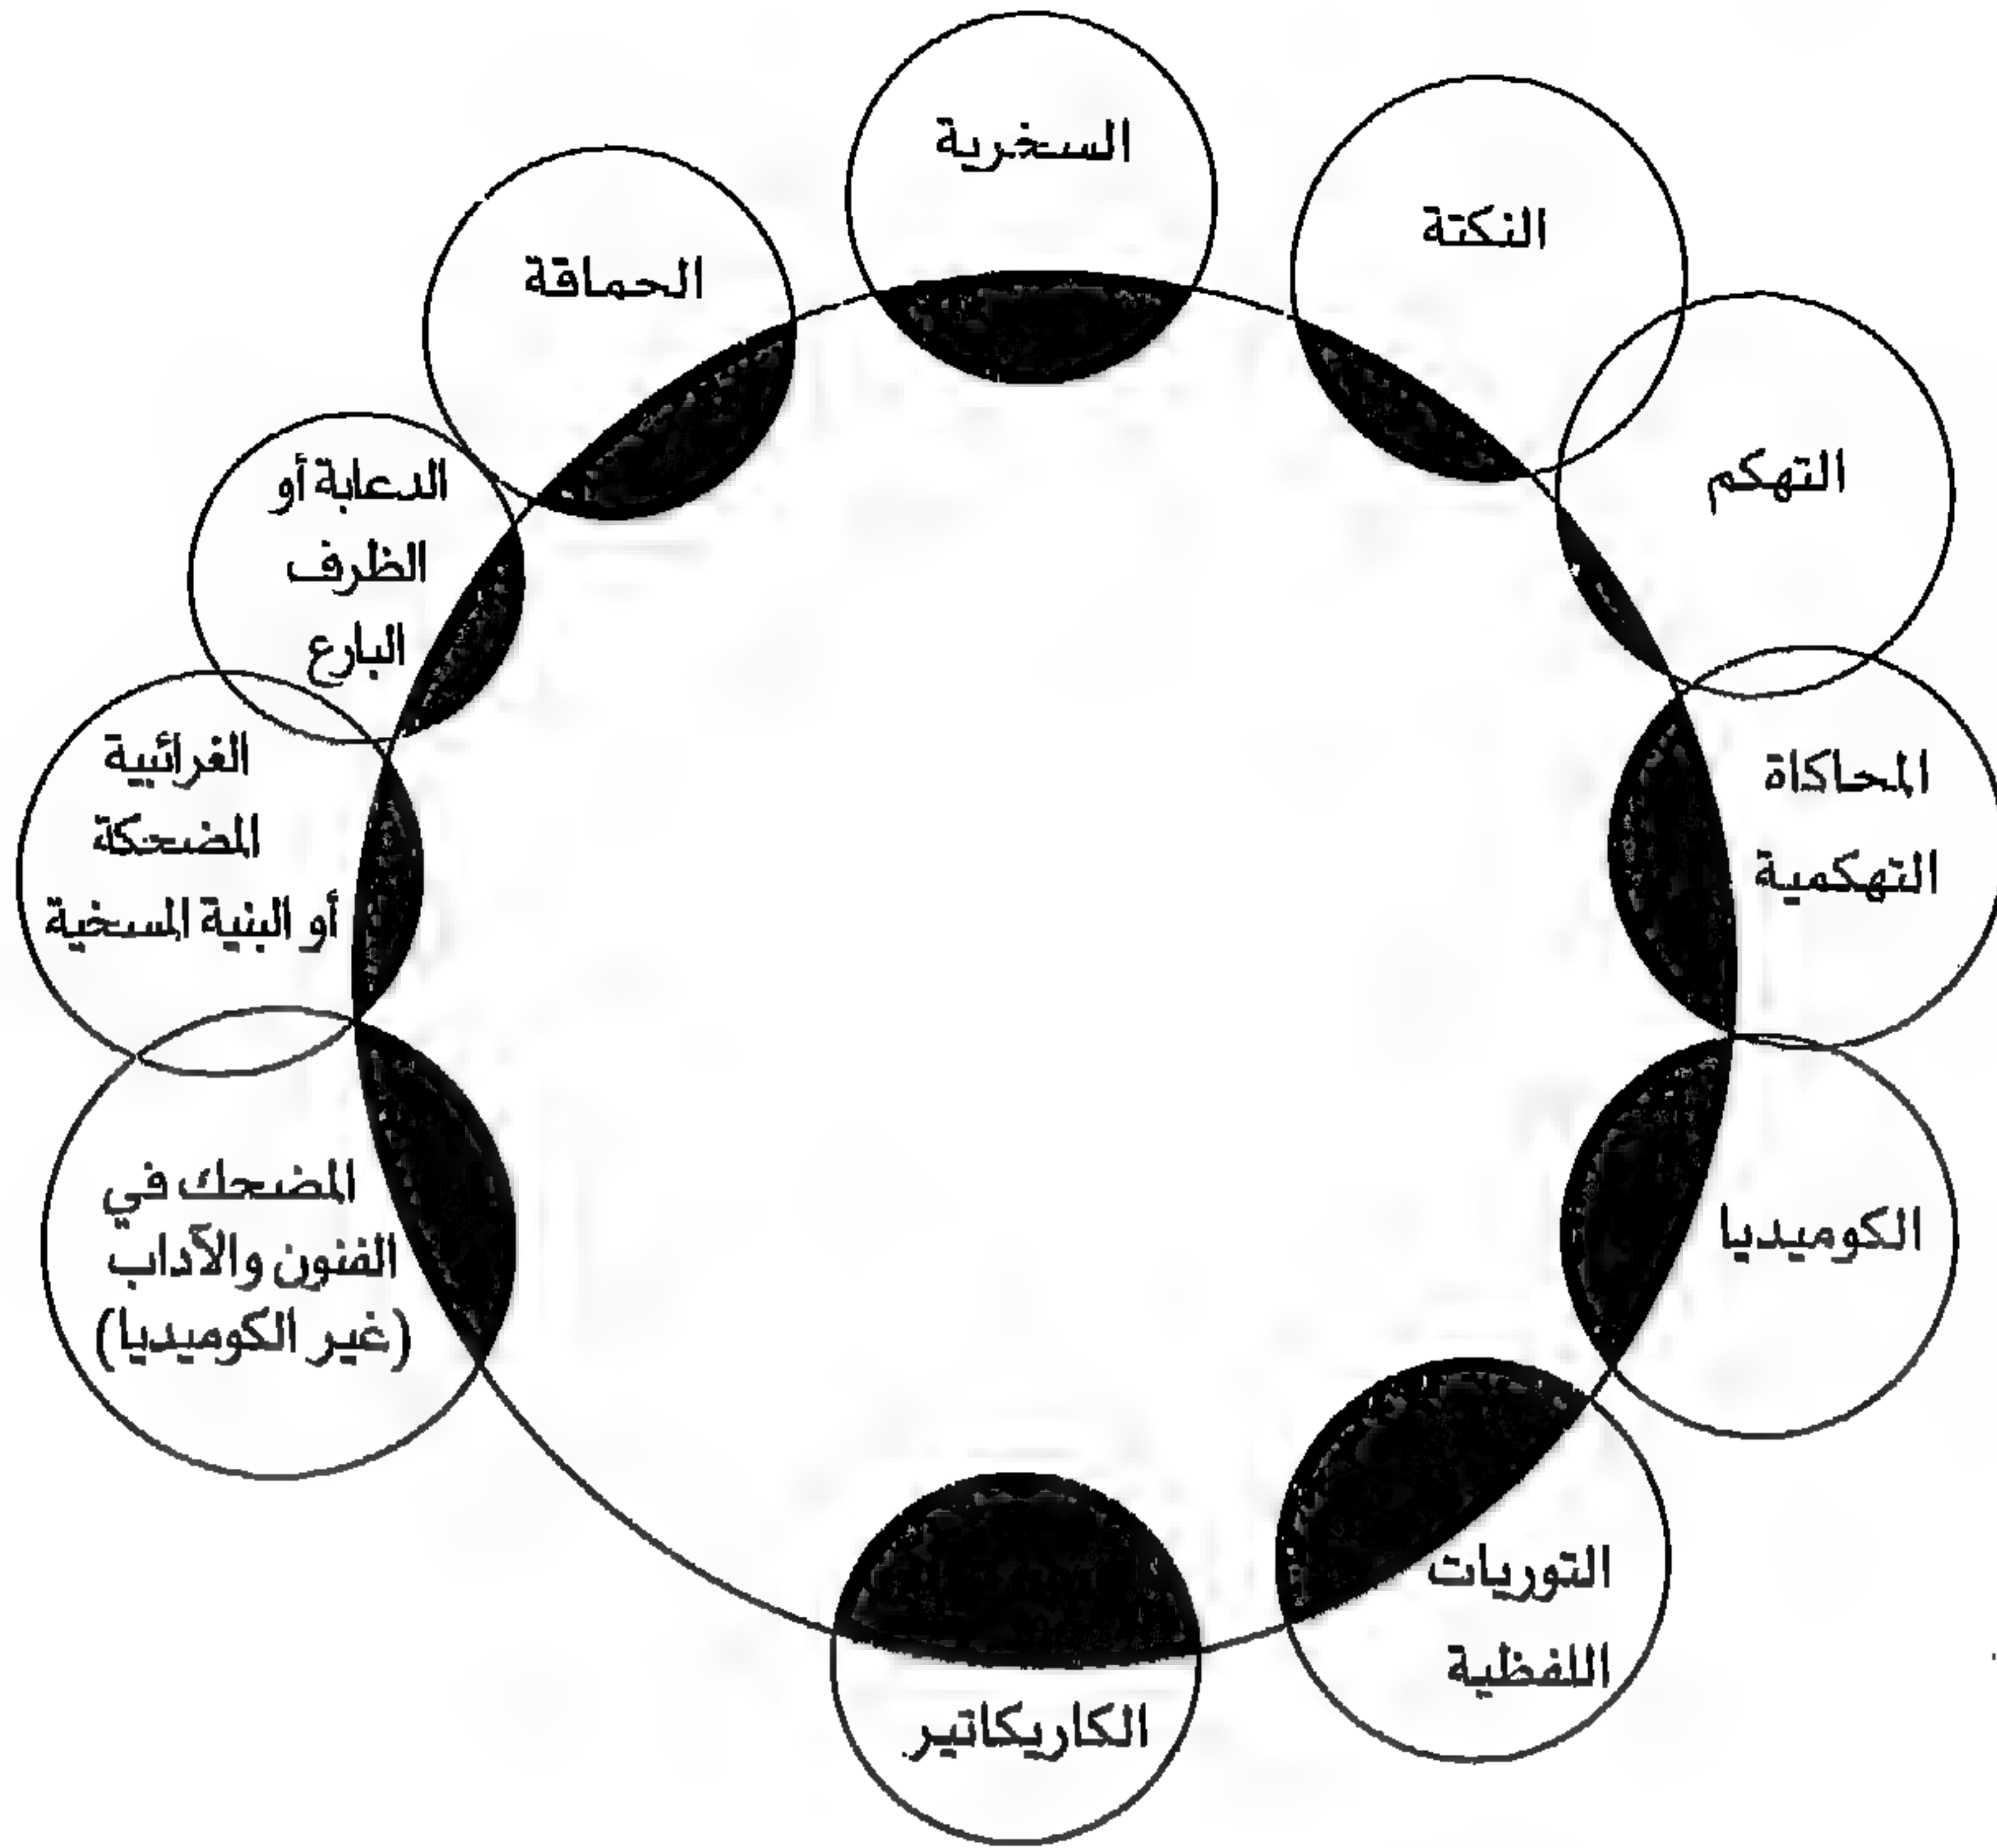 السخرية
النكتة
التهكم
المحاكاة
التهكمية
الكوميديا
التوريات
اللفظية
الكاريكاتير
المضحك في
الفنون والآداب
(غير الكوميديا)
الغرائبية
المضحكة
أو البنية المسخية
الدعابة أو
الظرف
البارع
الحماقة